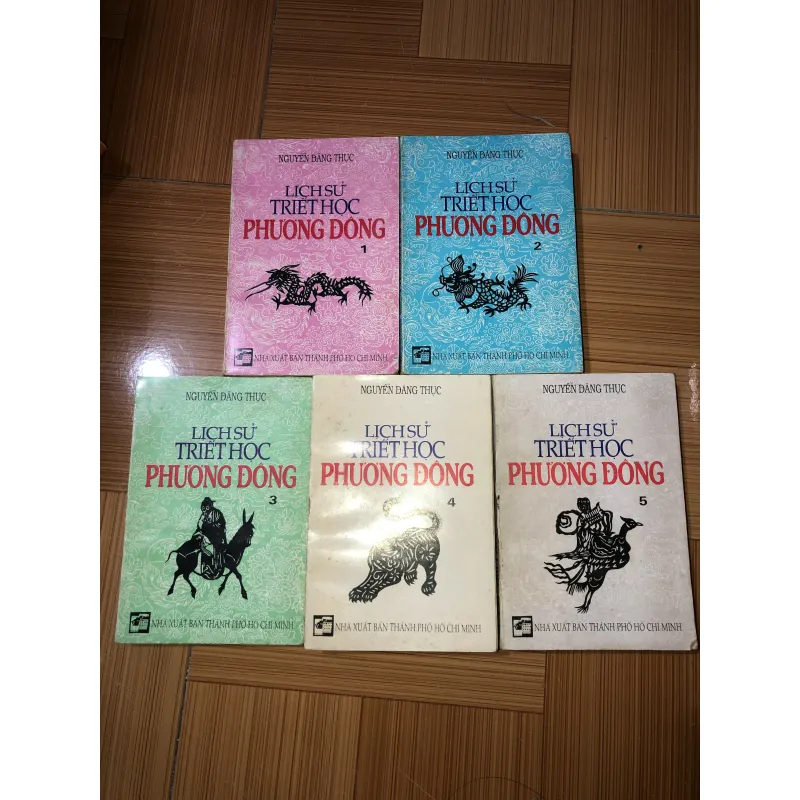 NGUYỄN ĐĂNG THỤC
LỊCH SỬ
TRIẾT HỌC
PHƯƠNG ĐÔNG
1
NHÀ XUẤT BẢN THÀNH PHỐ HỒ CHÍ MINH
NGUYỄN ĐĂNG THỤC
LỊCH SỬ
TRIẾT HỌC
PHƯƠNG ĐÔNG
2
NHÀ XUẤT BẢN THÀNH PHỐ HỒ CHÍ MINH
NGUYỄN ĐĂNG THỤC
LỊCH SỬ
TRIẾT HỌC
PHƯƠNG ĐÔNG
3
NHÀ XUẤT BẢN THÀNH PHỐ HỒ CHÍ MINH
NGUYỄN ĐĂNG THỤC
LỊCH SỬ
TRIẾT HỌC
PHƯƠNG ĐÔNG
4
NHÀ XUẤT BẢN THÀNH PHỐ HỒ CHÍ MINH
NGUYỄN ĐĂNG THỤC
LỊCH SỬ
TRIẾT HỌC
PHƯƠNG ĐÔNG
5
NHÀ XUẤT BẢN THÀNH PHỐ HỒ CHÍ MINH